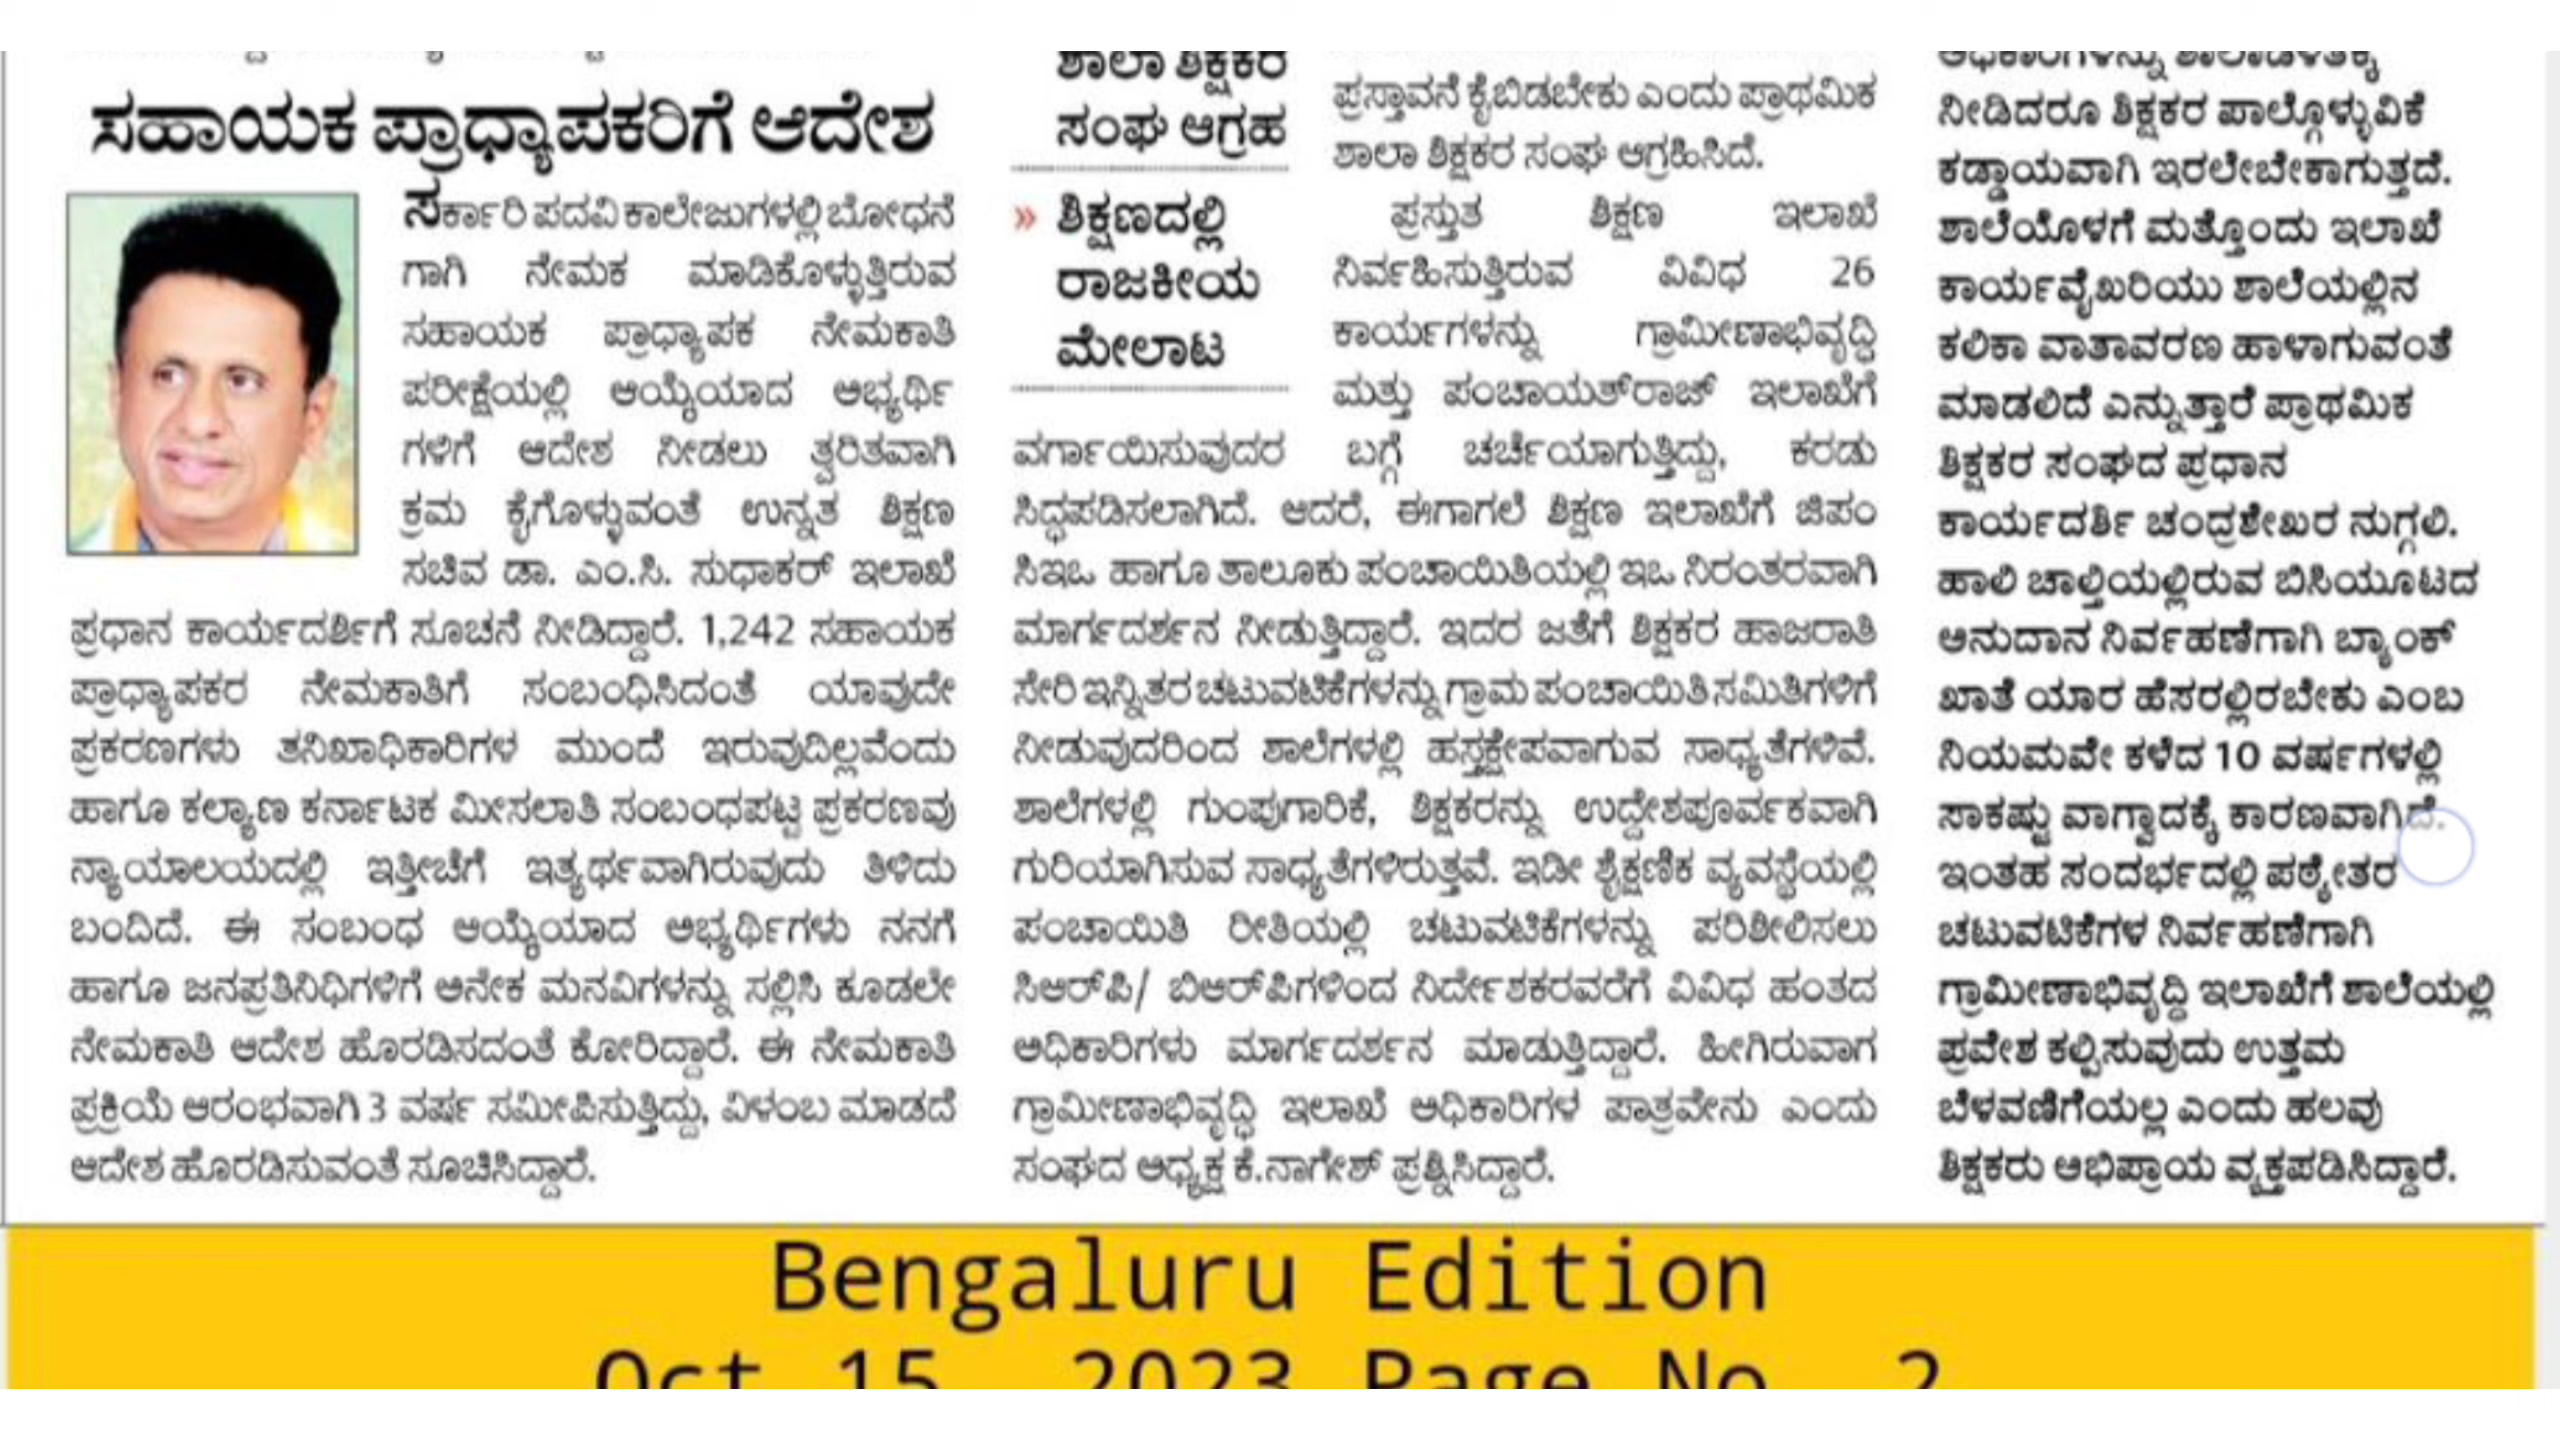 ಸಹಾಯಕ ಪ್ರಾಧ್ಯಾಪಕರಿಗೆ ಆದೇಶ
ಸರ್ಕಾರಿ ಪದವಿ ಕಾಲೇಜುಗಳಲ್ಲಿ ಬೋಧನೆ
ಗಾಗಿ ನೇಮಕ ಮಾಡಿಕೊಳ್ಳುತ್ತಿರುವ
ಸಹಾಯಕ ಪ್ರಾಧ್ಯಾಪಕ ನೇಮಕಾತಿ
ಪರೀಕ್ಷೆಯಲ್ಲಿ ಆಯ್ಕೆಯಾದ ಅಭ್ಯರ್ಥಿ
ಗಳಿಗೆ ಆದೇಶ ನೀಡಲು ತ್ವರಿತವಾಗಿ
ಕ್ರಮ ಕೈಗೊಳ್ಳುವಂತೆ ಉನ್ನತ ಶಿಕ್ಷಣ
ಸಚಿವ ಡಾ. ಎಂ.ಸಿ. ಸುಧಾಕರ್ ಇಲಾಖೆ
ಪ್ರಧಾನ ಕಾರ್ಯದರ್ಶಿಗೆ ಸೂಚನೆ ನೀಡಿದ್ದಾರೆ. 1,242 ಸಹಾಯಕ
ಪ್ರಾಧ್ಯಾಪಕರ ನೇಮಕಾತಿಗೆ ಸಂಬಂಧಿಸಿದಂತೆ ಯಾವುದೇ
ಪ್ರಕರಣಗಳು ತನಿಖಾಧಿಕಾರಿಗಳ ಮುಂದೆ ಇರುವುದಿಲ್ಲವೆಂದು
ಹಾಗೂ ಕಲ್ಯಾಣ ಕರ್ನಾಟಕ ಮೀಸಲಾತಿ ಸಂಬಂಧಪಟ್ಟ ಪ್ರಕರಣವು
ನ್ಯಾಯಾಲಯದಲ್ಲಿ ಇತ್ತೀಚೆಗೆ ಇತ್ಯರ್ಥವಾಗಿರುವುದು ತಿಳಿದು
ಬಂದಿದೆ. ಈ ಸಂಬಂಧ ಆಯ್ಕೆಯಾದ ಅಭ್ಯರ್ಥಿಗಳು ನನಗೆ
ಹಾಗೂ ಜನಪ್ರತಿನಿಧಿಗಳಿಗೆ ಅನೇಕ ಮನವಿಗಳನ್ನು ಸಲ್ಲಿಸಿ ಕೂಡಲೇ
ನೇಮಕಾತಿ ಆದೇಶ ಹೊರಡಿಸದಂತೆ ಕೋರಿದ್ದಾರೆ. ಈ ನೇಮಕಾತಿ
ಪ್ರಕ್ರಿಯೆ ಆರಂಭವಾಗಿ 3 ವರ್ಷ ಸಮೀಪಿಸುತ್ತಿದ್ದು, ವಿಳಂಬ ಮಾಡದೆ
ಆದೇಶ ಹೊರಡಿಸುವಂತೆ ಸೂಚಿಸಿದ್ದಾರೆ.
ಶಾಲಾ ಶಿಕ್ಷಕರ
ಸಂಘ ಆಗ್ರಹ
» ಶಿಕ್ಷಣದಲ್ಲಿ
ರಾಜಕೀಯ
ಮೇಲಾಟ
ಪ್ರಸ್ತಾವನೆ ಕೈಬಿಡಬೇಕು ಎಂದು ಪ್ರಾಥಮಿಕ
ಶಾಲಾ ಶಿಕ್ಷಕರ ಸಂಘ ಆಗ್ರಹಿಸಿದೆ.
ಪ್ರಸ್ತುತ ಶಿಕ್ಷಣ ಇಲಾಖೆ
ನಿರ್ವಹಿಸುತ್ತಿರುವ ವಿವಿಧ 26
ಕಾರ್ಯಗಳನ್ನು ಗ್ರಾಮೀಣಾಭಿವೃದ್ಧಿ
ಮತ್ತು ಪಂಚಾಯತ್‌ರಾಜ್ ಇಲಾಖೆಗೆ
ವರ್ಗಾಯಿಸುವುದರ ಬಗ್ಗೆ ಚರ್ಚೆಯಾಗುತ್ತಿದ್ದು, ಕರಡು
ಸಿದ್ಧಪಡಿಸಲಾಗಿದೆ. ಆದರೆ, ಈಗಾಗಲೆ ಶಿಕ್ಷಣ ಇಲಾಖೆಗೆ ಜಿಪಂ
ಸಿಇಒ ಹಾಗೂ ತಾಲೂಕು ಪಂಚಾಯಿತಿಯಲ್ಲಿ ಇಒ ನಿರಂತರವಾಗಿ
ಮಾರ್ಗದರ್ಶನ ನೀಡುತ್ತಿದ್ದಾರೆ. ಇದರ ಜತೆಗೆ ಶಿಕ್ಷಕರ ಹಾಜರಾತಿ
ಸೇರಿ ಇನ್ನಿತರ ಚಟುವಟಿಕೆಗಳನ್ನು ಗ್ರಾಮ ಪಂಚಾಯಿತಿ ಸಮಿತಿಗಳಿಗೆ
ನೀಡುವುದರಿಂದ ಶಾಲೆಗಳಲ್ಲಿ ಹಸ್ತಕ್ಷೇಪವಾಗುವ ಸಾಧ್ಯತೆಗಳಿವೆ.
ಶಾಲೆಗಳಲ್ಲಿ ಗುಂಪುಗಾರಿಕೆ, ಶಿಕ್ಷಕರನ್ನು ಉದ್ದೇಶಪೂರ್ವಕವಾಗಿ
ಗುರಿಯಾಗಿಸುವ ಸಾಧ್ಯತೆಗಳಿರುತ್ತವೆ. ಇಡೀ ಶೈಕ್ಷಣಿಕ ವ್ಯವಸ್ಥೆಯಲ್ಲಿ
ಪಂಚಾಯಿತಿ ರೀತಿಯಲ್ಲಿ ಚಟುವಟಿಕೆಗಳನ್ನು ಪರಿಶೀಲಿಸಲು
ಸಿಆರ್‌ಪಿ/ ಬಿಆರ್‌ಪಿಗಳಿಂದ ನಿರ್ದೇಶಕರವರೆಗೆ ವಿವಿಧ ಹಂತದ
ಅಧಿಕಾರಿಗಳು ಮಾರ್ಗದರ್ಶನ ಮಾಡುತ್ತಿದ್ದಾರೆ. ಹೀಗಿರುವಾಗ
ಗ್ರಾಮೀಣಾಭಿವೃದ್ಧಿ ಇಲಾಖೆ ಅಧಿಕಾರಿಗಳ ಪಾತ್ರವೇನು ಎಂದು
ಸಂಘದ ಅಧ್ಯಕ್ಷ ಕೆ.ನಾಗೇಶ್ ಪ್ರಶ್ನಿಸಿದ್ದಾರೆ.
ಅಧಿಕಾರಿಗಳನ್ನು ಶಾಲಾಡಳಿತಕ್ಕೆ
ನೀಡಿದರೂ ಶಿಕ್ಷಕರ ಪಾಲ್ಗೊಳ್ಳುವಿಕೆ
ಕಡ್ಡಾಯವಾಗಿ ಇರಲೇಬೇಕಾಗುತ್ತದೆ.
ಶಾಲೆಯೊಳಗೆ ಮತ್ತೊಂದು ಇಲಾಖೆ
ಕಾರ್ಯವೈಖರಿಯು ಶಾಲೆಯಲ್ಲಿನ
ಕಲಿಕಾ ವಾತಾವರಣ ಹಾಳಾಗುವಂತೆ
ಮಾಡಲಿದೆ ಎನ್ನುತ್ತಾರೆ ಪ್ರಾಥಮಿಕ
ಶಿಕ್ಷಕರ ಸಂಘದ ಪ್ರಧಾನ
ಕಾರ್ಯದರ್ಶಿ ಚಂದ್ರಶೇಖರ ನುಗ್ಗಲಿ.
ಹಾಲಿ ಚಾಲ್ತಿಯಲ್ಲಿರುವ ಬಿಸಿಯೂಟದ
ಅನುದಾನ ನಿರ್ವಹಣೆಗಾಗಿ ಬ್ಯಾಂಕ್
ಖಾತೆ ಯಾರ ಹೆಸರಲ್ಲಿರಬೇಕು ಎಂಬ
ನಿಯಮವೇ ಕಳೆದ 10 ವರ್ಷಗಳಲ್ಲಿ
ಸಾಕಷ್ಟು ವಾಗ್ವಾದಕ್ಕೆ ಕಾರಣವಾಗಿದೆ.
ಇಂತಹ ಸಂದರ್ಭದಲ್ಲಿ ಪಠ್ಯೇತರ
ಚಟುವಟಿಕೆಗಳ ನಿರ್ವಹಣೆಗಾಗಿ
ಗ್ರಾಮೀಣಾಭಿವೃದ್ಧಿ ಇಲಾಖೆಗೆ ಶಾಲೆಯಲ್ಲಿ
ಪ್ರವೇಶ ಕಲ್ಪಿಸುವುದು ಉತ್ತಮ
ಬೆಳವಣಿಗೆಯಲ್ಲ ಎಂದು ಹಲವು
ಶಿಕ್ಷಕರು ಅಭಿಪ್ರಾಯ ವ್ಯಕ್ತಪಡಿಸಿದ್ದಾರೆ.
Bengaluru Edition
Oct 15, 2023 Page No. 2